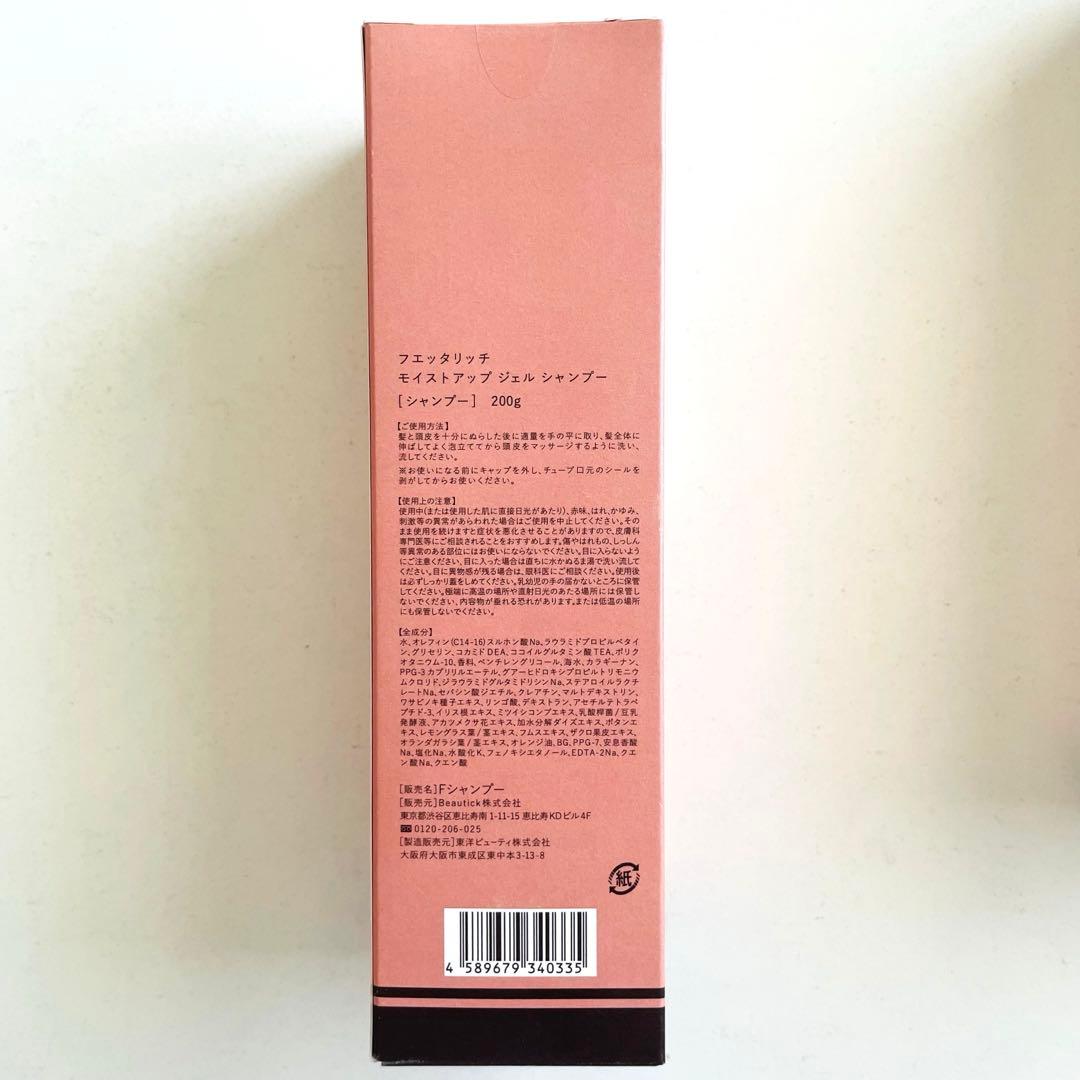 フエッタリッチ
モイストアップ ジェル シャンプー
[シャンプー] 200g
【ご使用方法】
髪と頭皮を十分にぬらした後に適量を手の平に取り、髪全体に
伸ばしてよく泡立ててから頭皮をマッサージするように洗い、
流してください。
※お使いになる前にキャップを外し、チューブ口元のシールを
剥がしてからお使いください。
【使用上の注意】
使用中(または使用した肌に直接日光があたり)、赤味、はれ、かゆみ、
刺激等の異常があらわれた場合はご使用を中止してください。その
まま使用を続けますと症状を悪化させることがありますので、皮膚科
専門医等にご相談されることをおすすめします。傷やはれもの、しっしん
等異常のある部位にはお使いにならないでください。目に入らないよう
にご注意ください、目に入った場合は直ちに水かぬるま湯で洗い流して
ください。目に異物感が残る場合は、眼科医にご相談ください。使用後
は必ずしっかり蓋をしめてください。乳幼児の手の届かないところに保管
してください。極端に高温の場所や直射日光のあたる場所には保管し
ないでください、内容物が垂れる恐れがあります。または低温の場所
にも保管しないでください。
【全成分】
水、オレフィン(C14-16)スルホン酸Na、ラウラミドプロピルベタイ
ン、グリセリン、コカミドDEA、ココイルグルタミン酸TEA、ポリク
オタニウム-10、香料、ペンチレングリコール、海水、カラギーナン、
PPG-3カプリリルエーテル、グアーヒドロキシプロピルトリモニウ
ムクロリド、ジラウラミドグルタミドリシンNa、ステアロイルラクチ
レートNa、セバシン酸ジエチル、クレアチン、マルトデキストリン、
ワサビノキ種子エキス、リンゴ酸、デキストラン、アセチルテトラペ
プチド-3、イリス根エキス、ミツイシコンブエキス、乳酸桿菌/豆乳
発酵液、アカツメクサ花エキス、加水分解ダイズエキス、ボタンエ
キス、レモングラス葉/茎エキス、フムスエキス、ザクロ果皮エキス、
オランダガラシ葉/茎エキス、オレンジ油、BG、PPG-7、安息香酸
Na、塩化Na、水酸化K、フェノキシエタノール、EDTA-2Na、クエ
ン酸Na、クエン酸
[販売名]Fシャンプー
[販売元]Beautick株式会社
東京都渋谷区恵比寿南 1-11-15 恵比寿KDビル4F
0120-206-025
[製造販売元]東洋ビューティ株式会社
大阪府大阪市東成区東中本3-13-8
紙
4 589679 340335